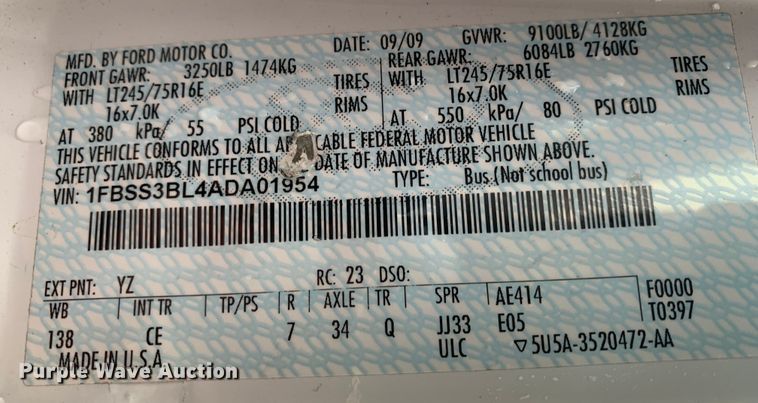 MFD. BY FORD MOTOR CO. DATE: 09/09 GVWR: 9100LB/ 4128KG
FRONT GAWR: 3250LB 1474KG REAR GAWR: 6084LB 2760KG
WITH LT245/75R16E TIRES WITH LT245/75R16E TIRES
16x7.0K RIMS 16x7.0K RIMS
AT 380 kPa/ 55 PSI COLD AT 550 kPa/ 80 PSI COLD
THIS VEHICLE CONFORMS TO ALL APPLICABLE FEDERAL MOTOR VEHICLE
SAFETY STANDARDS IN EFFECT ON DATE OF MANUFACTURE SHOWN ABOVE.
VIN: 1FBSS3BL4ADA01954 TYPE: Bus (Not school bus)
EXT PNT: YZ RC: 23 DSO:
WB INT TR TP/PS R AXLE TR SPR AE414 F0000
138 CE 7 34 Q JJ33 E05 T0397
MADE IN U.S.A. ULC ▽5U5A-3520472-AA
Purple Wave Auction